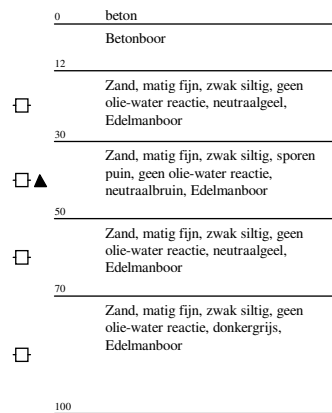 0 beton
Betonboor
12
Zand, matig fijn, zwak siltig, geen
olie-water reactie, neutraalgeel,
Edelmanboor
30
Zand, matig fijn, zwak siltig, sporen
puin, geen olie-water reactie,
neutraalbruin, Edelmanboor
50
Zand, matig fijn, zwak siltig, geen
olie-water reactie, neutraalgeel,
Edelmanboor
70
Zand, matig fijn, zwak siltig, geen
olie-water reactie, donkergrijs,
Edelmanboor
100